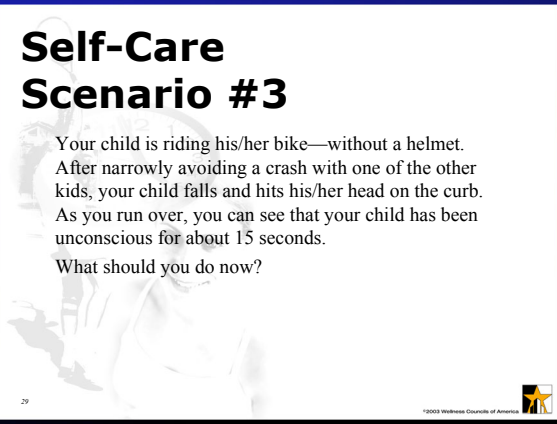 Self-Care
Scenario #3
Your child is riding his/her bike—without a helmet.
After narrowly avoiding a crash with one of the other
kids, your child falls and hits his/her head on the curb.
As you run over, you can see that your child has been
unconscious for about 15 seconds.
What should you do now?
29
©2003 Wellness Councils of America